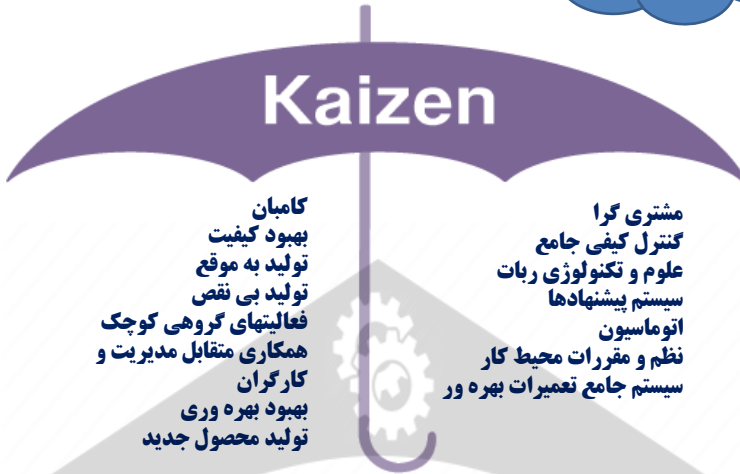 Kaizen
مشتری گرا
گنترل کیفی جامع
علوم و تکنولوژی ربات
سیستم پیشنهادها
اتوماسیون
نظم و مقررات محیط کار
سیستم جامع تعمیرات بهره ور
کامبان
بهبود کیفیت
تولید به موقع
تولید بی نقص
فعالیتهای گروهی کوچک
همکاری متقابل مدیریت و
کارگران
بهبود بهره وری
تولید محصول جدید